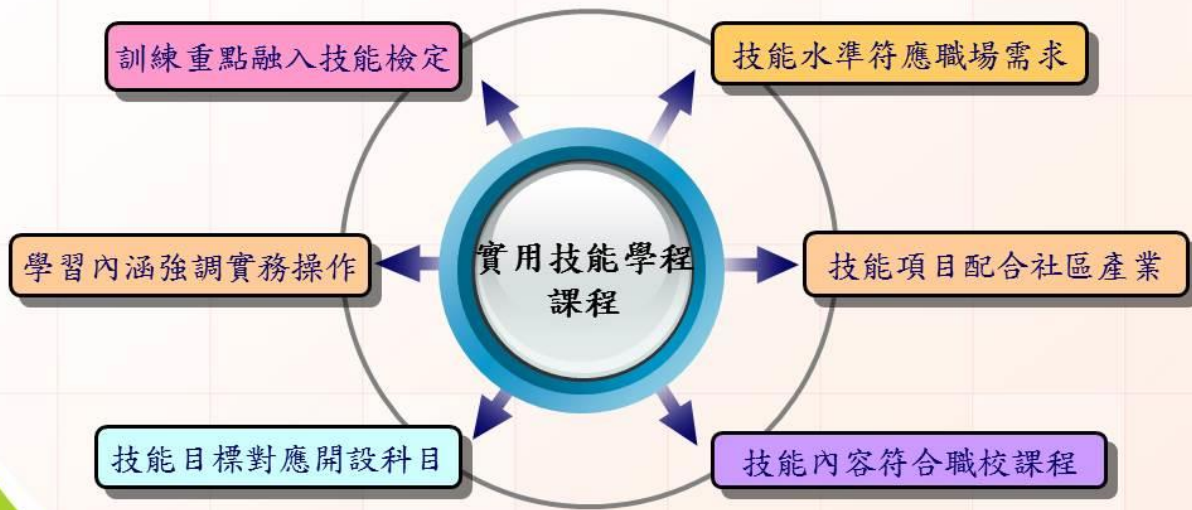 訓練重點融入技能檢定
技能水準符應職場需求
學習內涵強調實務操作
實用技能學程
課程
技能項目配合社區產業
技能目標對應開設科目
技能內容符合職校課程